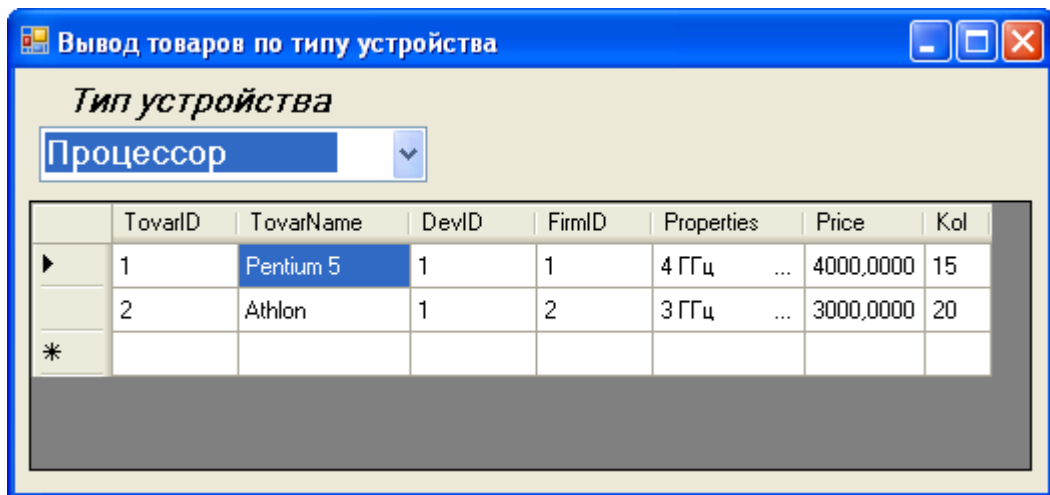 Вывод товаров по типу устройства
Тип устройства
Процессор
TovarID TovarName DevID FirmID Properties Price Kol
1 Pentium 5 1 1 4 ГГц ... 4000,0000 15
2 Athlon 1 2 3 ГГц ... 3000,0000 20